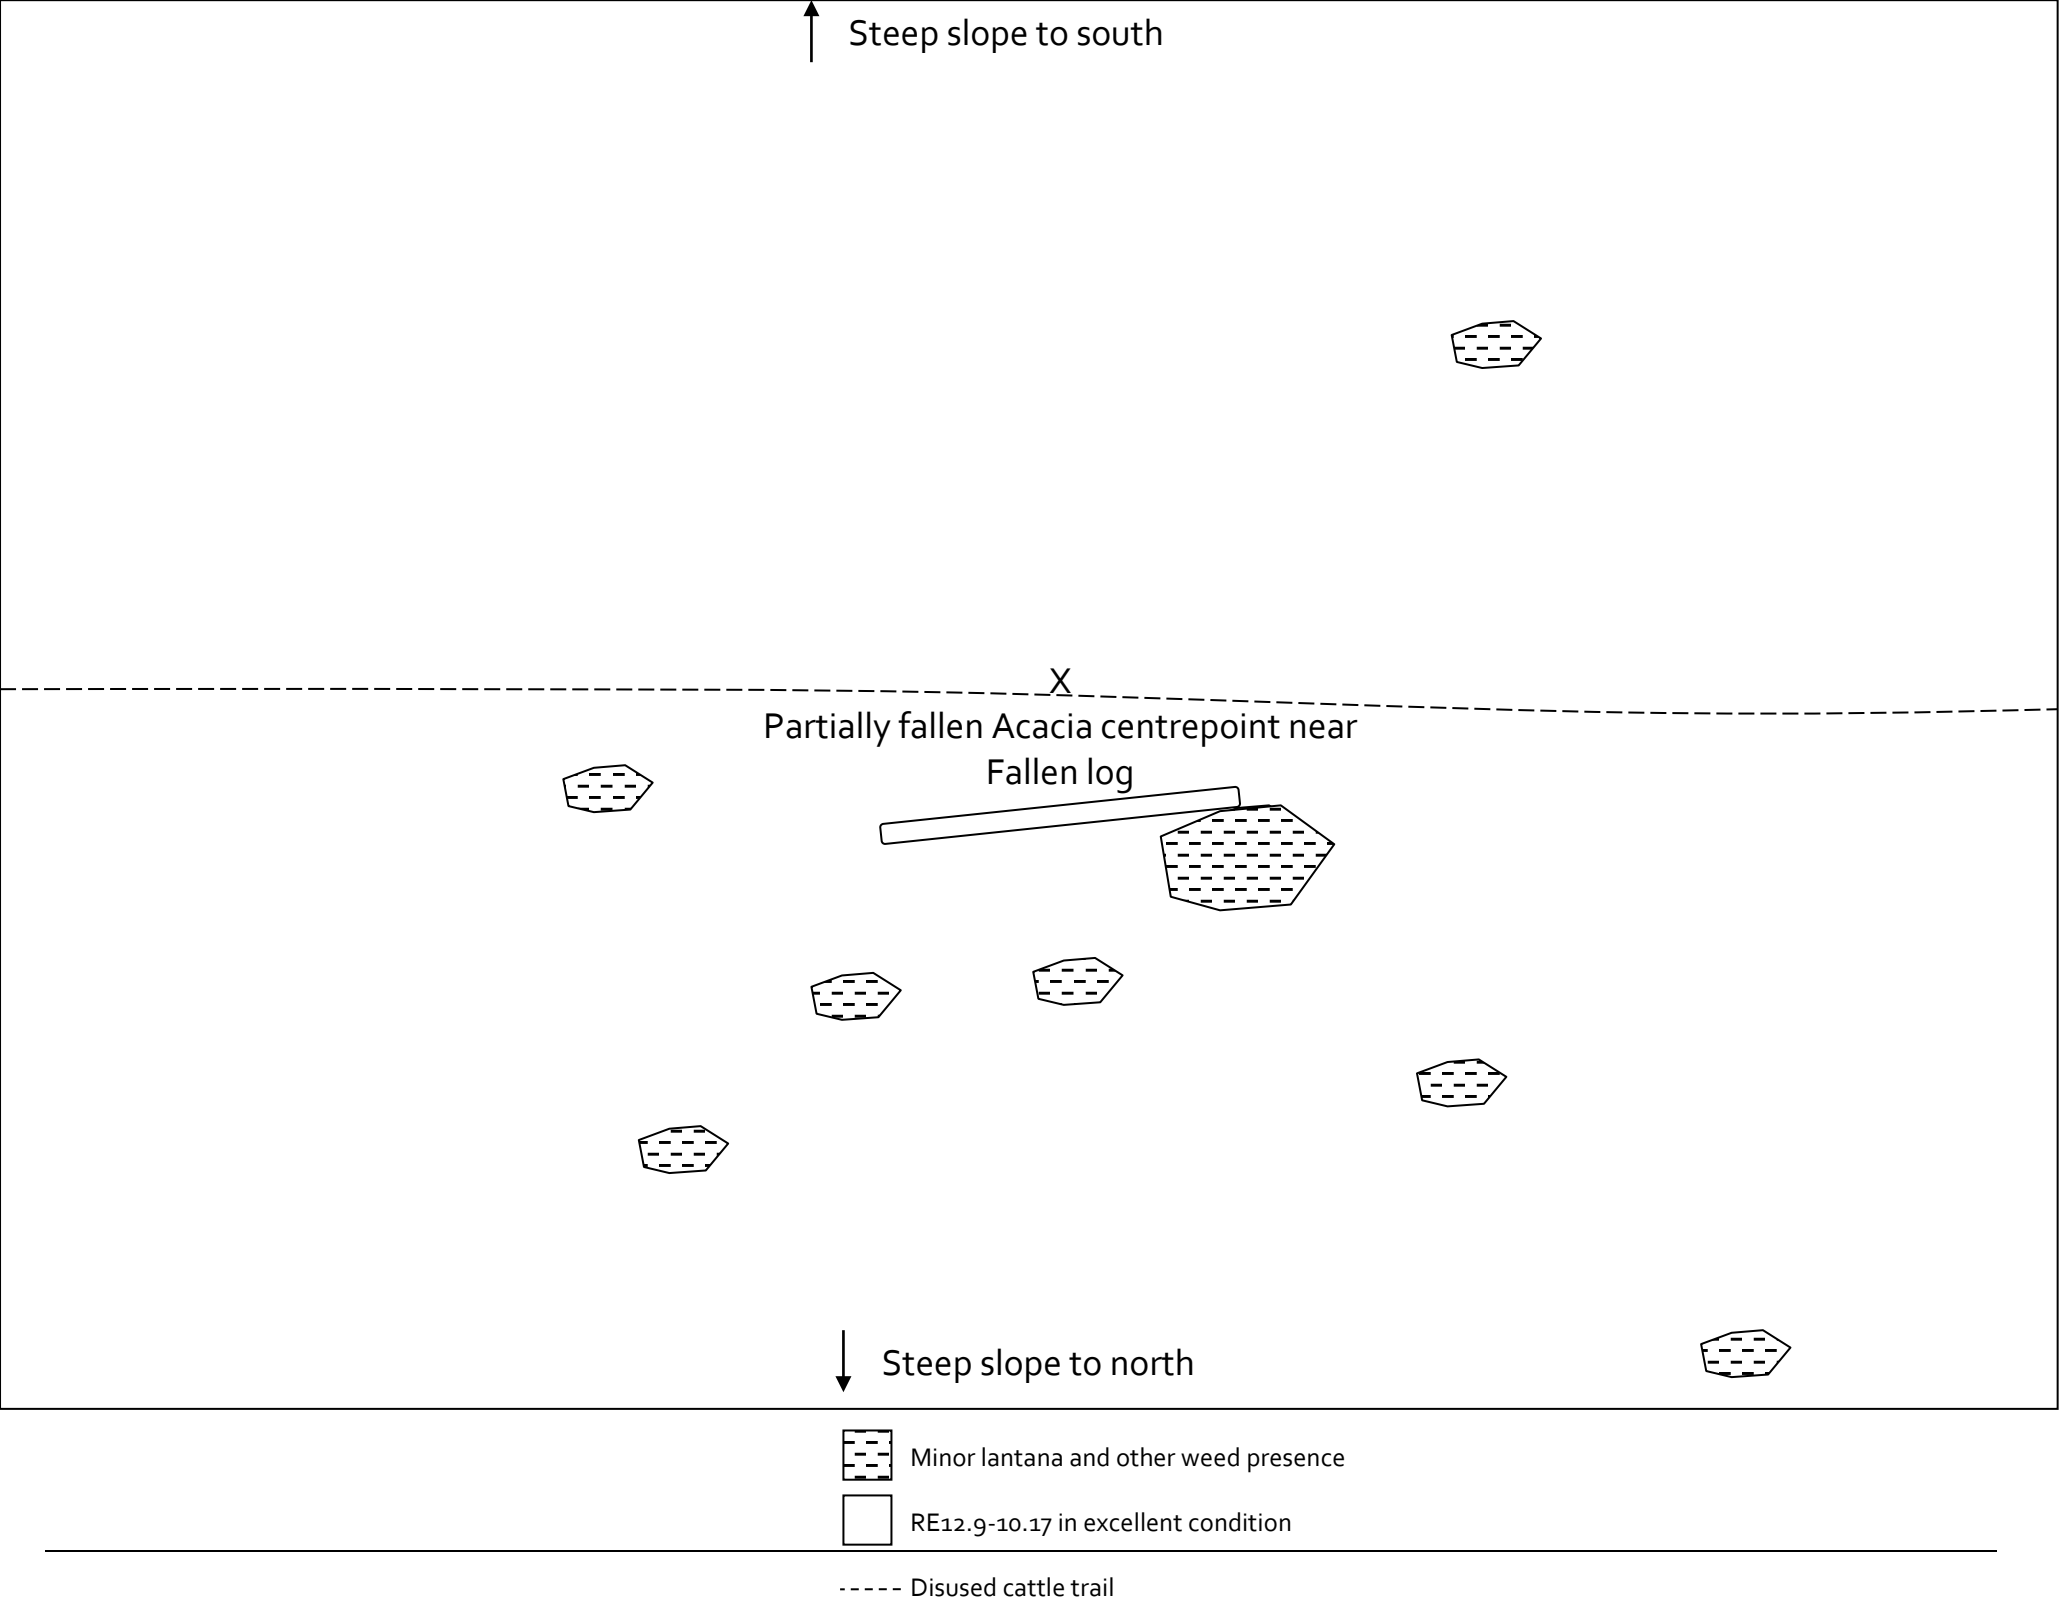 Steep slope to south
X
Partially fallen Acacia centrepoint near
Fallen log
Steep slope to north
Minor lantana and other weed presence
RE12.9-10.17 in excellent condition
Disused cattle trail